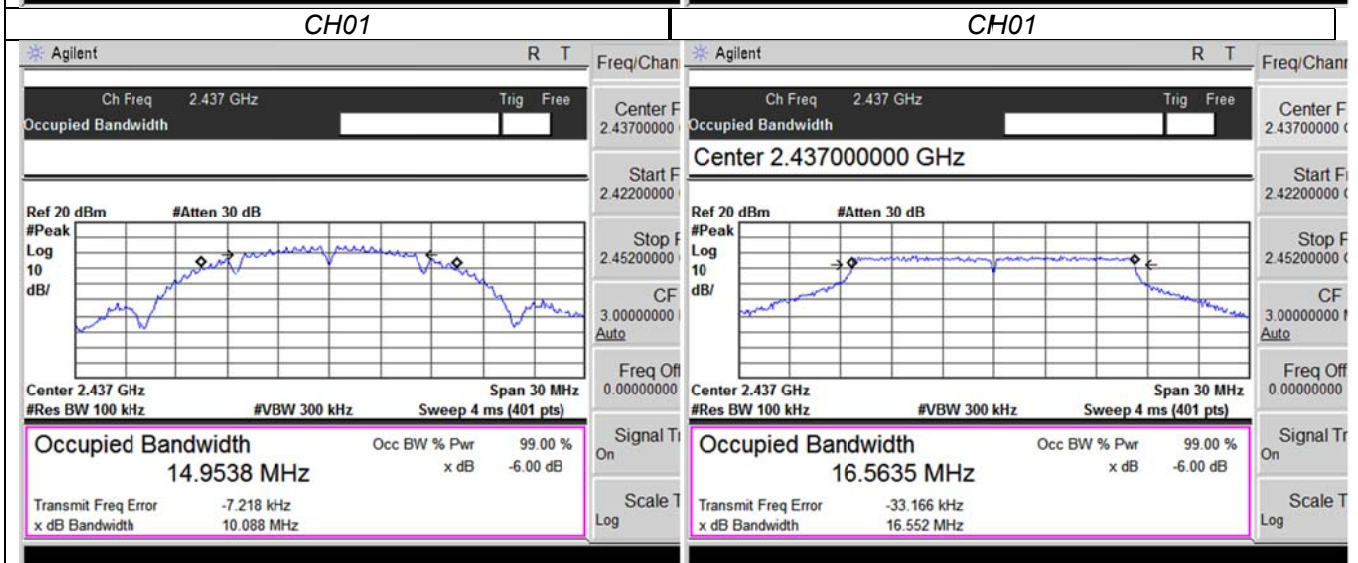 CH01
CH01
Agilent R T
Freq/Chan
Ch Freq 2.437 GHz Trig Free
Occupied Bandwidth
Center F
2.43700000
Start F
2.42200000
Ref 20 dBm #Atten 30 dB
#Peak
Log
10
dB/
Stop F
2.45200000
CF
3.00000000
Auto
Freq Off
0.00000000
Center 2.437 GHz Span 30 MHz
#Res BW 100 kHz #VBW 300 kHz Sweep 4 ms (401 pts)
Occupied Bandwidth Occ BW % Pwr 99.00 %
14.9538 MHz x dB -6.00 dB
Transmit Freq Error -7.218 kHz
x dB Bandwidth 10.088 MHz
Signal Tr
On
Scale T
Log
Agilent R T
Freq/Chan
Ch Freq 2.437 GHz Trig Free
Occupied Bandwidth
Center 2.437000000 GHz
Center F
2.43700000
Start Fr
2.42200000
Ref 20 dBm #Atten 30 dB
#Peak
Log
10
dB/
Stop F
2.45200000
CF
3.00000000
Auto
Freq Off
0.00000000
Center 2.437 GHz Span 30 MHz
#Res BW 100 kHz #VBW 300 kHz Sweep 4 ms (401 pts)
Occupied Bandwidth Occ BW % Pwr 99.00 %
16.5635 MHz x dB -6.00 dB
Transmit Freq Error -33.166 kHz
x dB Bandwidth 16.552 MHz
Signal Tr
On
Scale T
Log